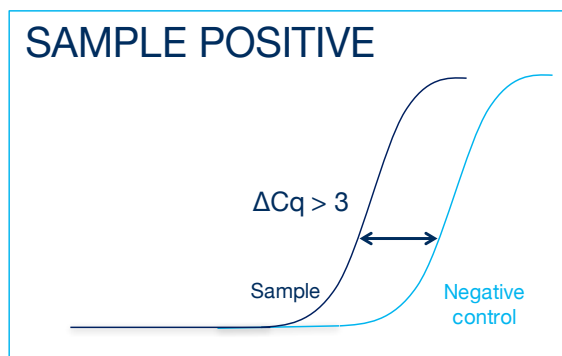 SAMPLE POSITIVE
ΔCq > 3
Sample
Negative
control